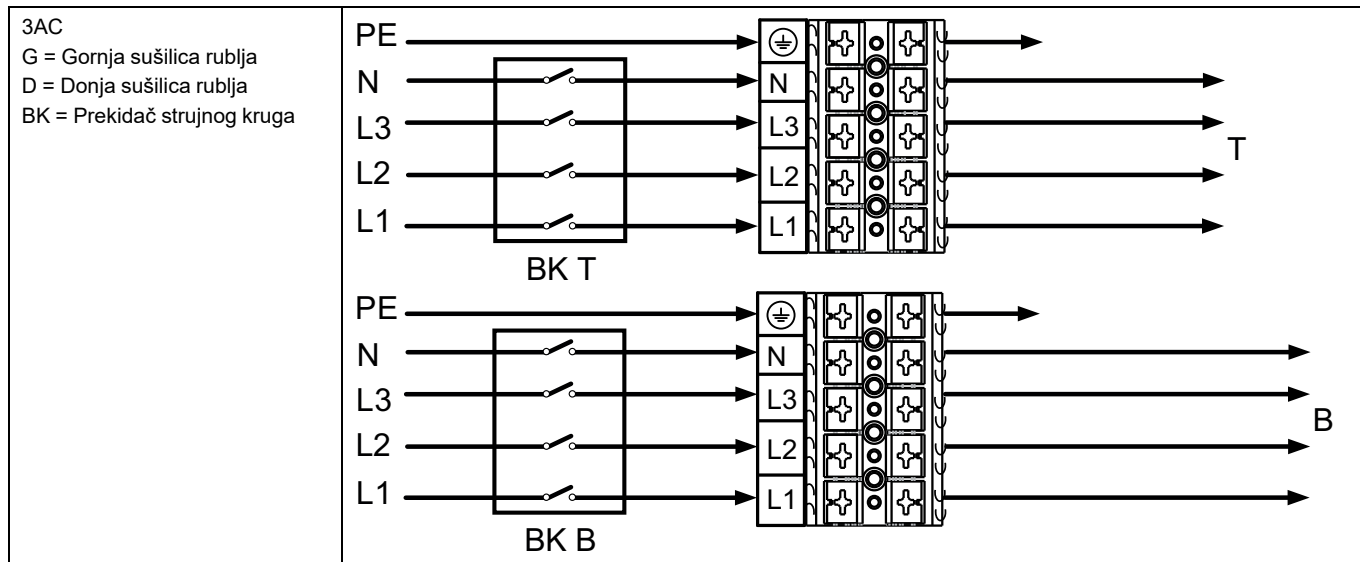 3AC
G = Gornja sušilica rublja
D = Donja sušilica rublja
BK = Prekidač strujnog kruga
PE
N N
L3 L3
L2 L2
L1 L1
T
BK T
PE
N N
L3 L3
L2 L2
L1 L1
B
BK B